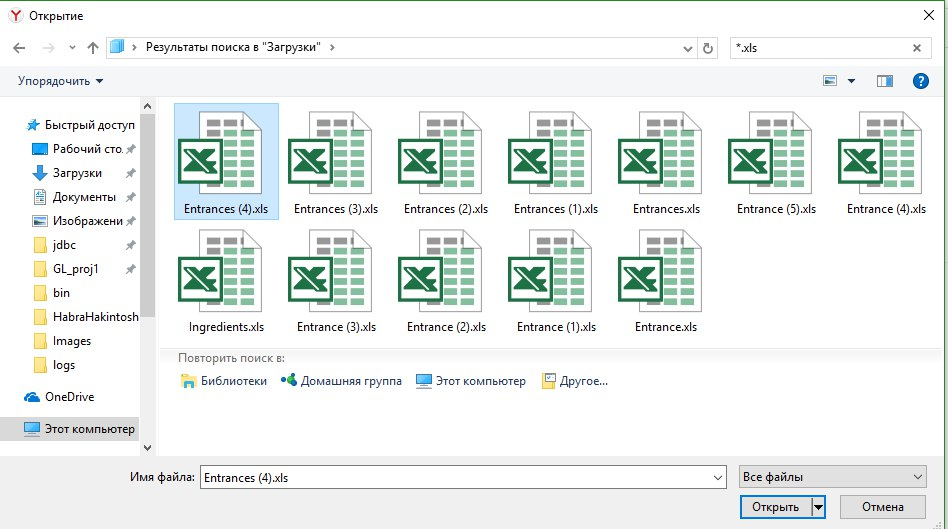 Открытие
Результаты поиска в "Загрузки"
*.xls
Упорядочить
Быстрый доступ
Рабочий сто.
Загрузки
Документы
Изображени
jdbc
GL_proj1
bin
HabraHakintosh
Images
logs
OneDrive
Этот компьютер
Entrances (4).xls
Entrances (3).xls
Entrances (2).xls
Entrances (1).xls
Entrances.xls
Entrance (5).xls
Entrance (4).xls
Ingredients.xls
Entrance (3).xls
Entrance (2).xls
Entrance (1).xls
Entrance.xls
Повторить поиск в:
Библиотеки
Домашняя группа
Этот компьютер
Другое...
Имя файла:
Entrances (4).xls
Все файлы
Открыть
Отмена